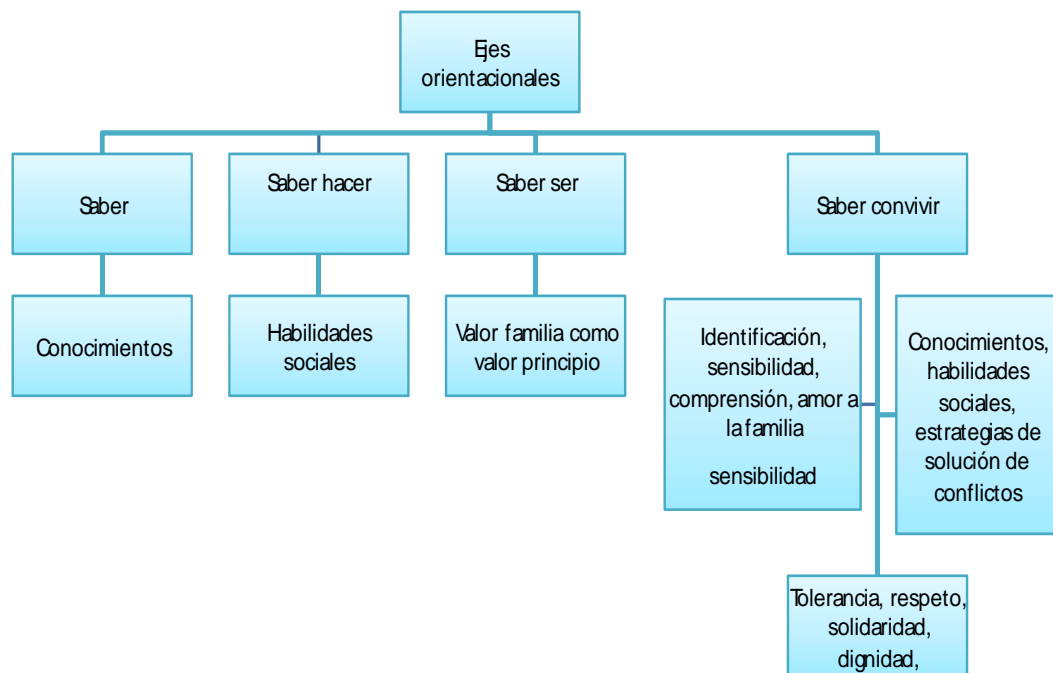 Ejes
orientacionales
Saber
Saber hacer
Saber ser
Saber convivir
Conocimientos
Habilidades
sociales
Valor familia como
valor principio
Identificación,
sensibilidad,
comprensión, amor a
la familia
sensibilidad
Conocimientos,
habilidades
sociales,
estrategias de
solución de
conflictos
Tolerancia, respeto,
solidaridad,
dignidad,